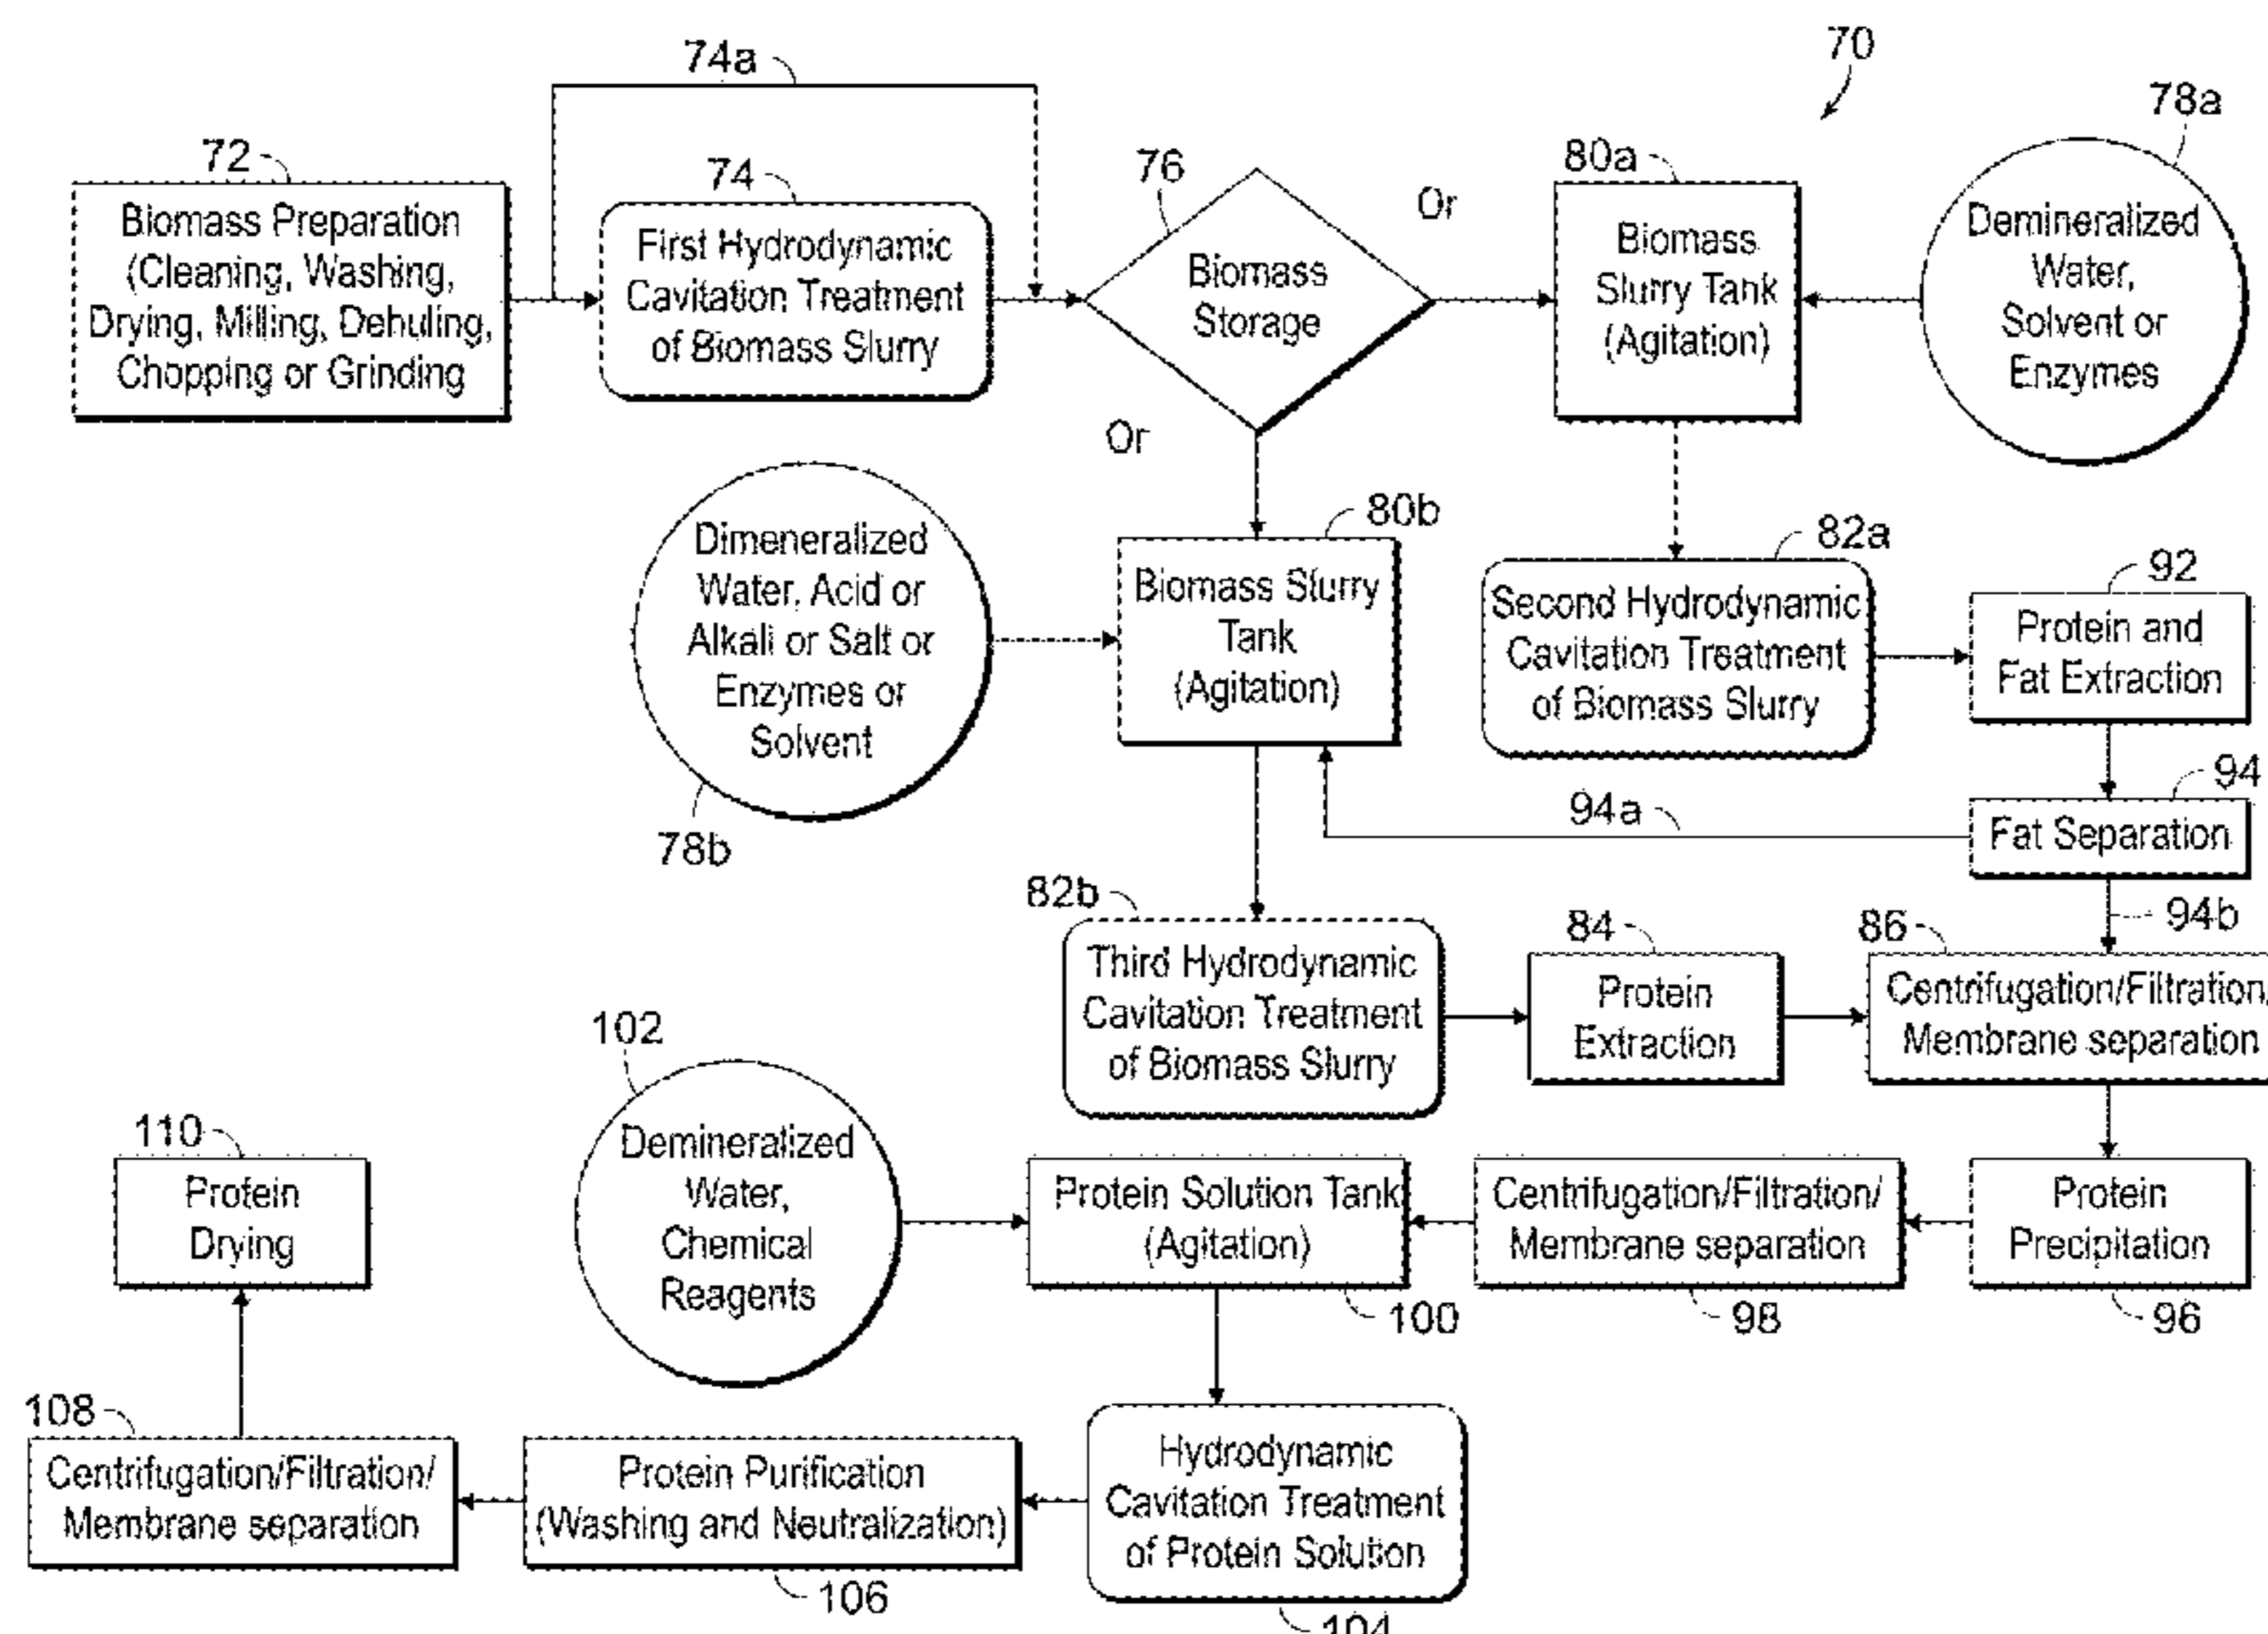 74a
70
78a
72
Biomass Preparation
(Cleaning, Washing,
Drying, Milling, Dehuling,
Chopping or Grinding
74
First Hydrodynamic
Cavitation Treatment
of Biomass Slurry
76
Biomass
Storage
Or
Or
80a
Biomass
Slurry Tank
(Agitation)
Demineralized
Water,
Solvent or
Enzymes
Dimeneralized
Water, Acid or
Alkali or Salt or
Enzymes or
Solvent
78b
80b
Biomass Slurry
Tank
(Agitation)
82a
Second Hydrodynamic
Cavitation Treatment
of Biomass Slurry
92
Protein and
Fat Extraction
94a
94
Fat Separation
94b
82b
Third Hydrodynamic
Cavitation Treatment
of Biomass Slurry
84
Protein
Extraction
86
Centrifugation/Filtration/
Membrane separation
102
Demineralized
Water,
Chemical
Reagents
Protein Solution Tank
(Agitation)
100
Centrifugation/Filtration/
Membrane separation
98
Protein
Precipitation
96
110
Protein
Drying
108
Centrifugation/Filtration/
Membrane separation
Protein Purification
(Washing and Neutralization)
106
Hydrodynamic
Cavitation Treatment
of Protein Solution
104